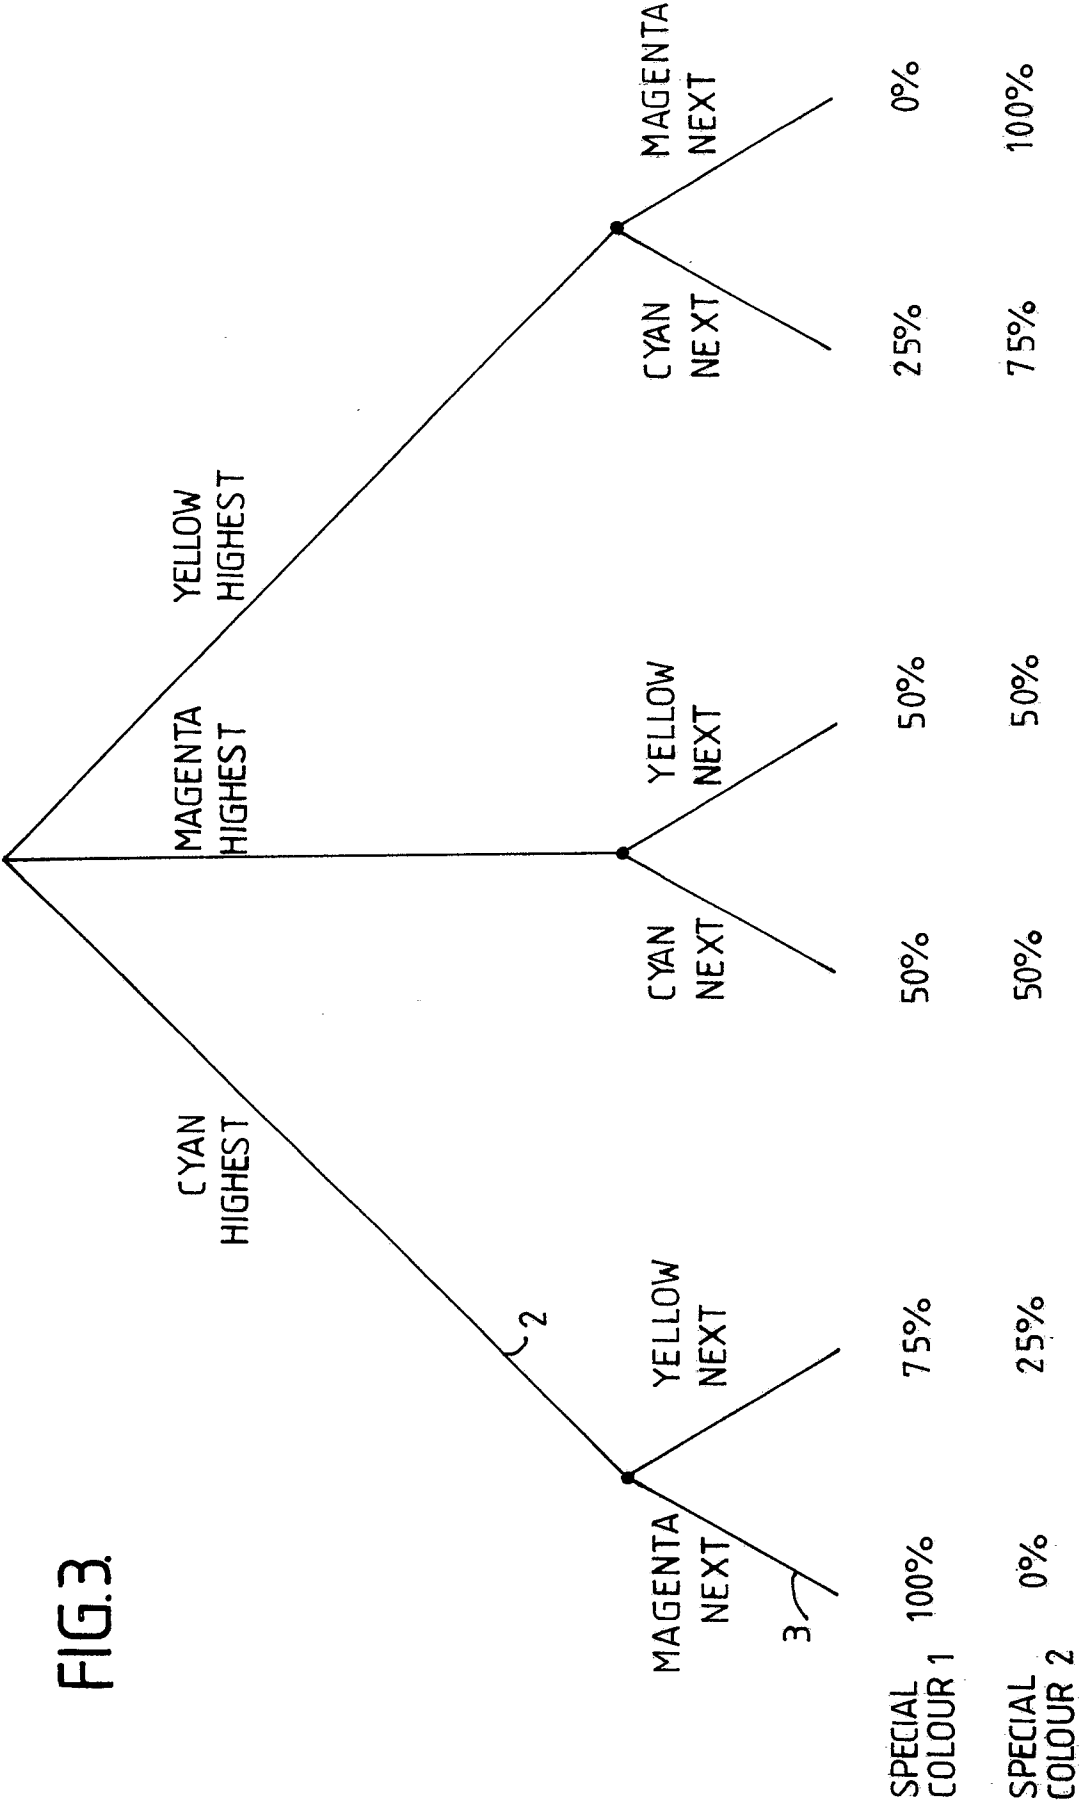 FIG.3.
CYAN
HIGHEST
MAGENTA
HIGHEST
YELLOW
HIGHEST
2
MAGENTA
NEXT
YELLOW
NEXT
CYAN
NEXT
YELLOW
NEXT
CYAN
NEXT
MAGENTA
NEXT
3
SPECIAL
COLOUR 1
100%
75%
50%
50%
25%
0%
SPECIAL
COLOUR 2
0%
25%
50%
50%
75%
100%